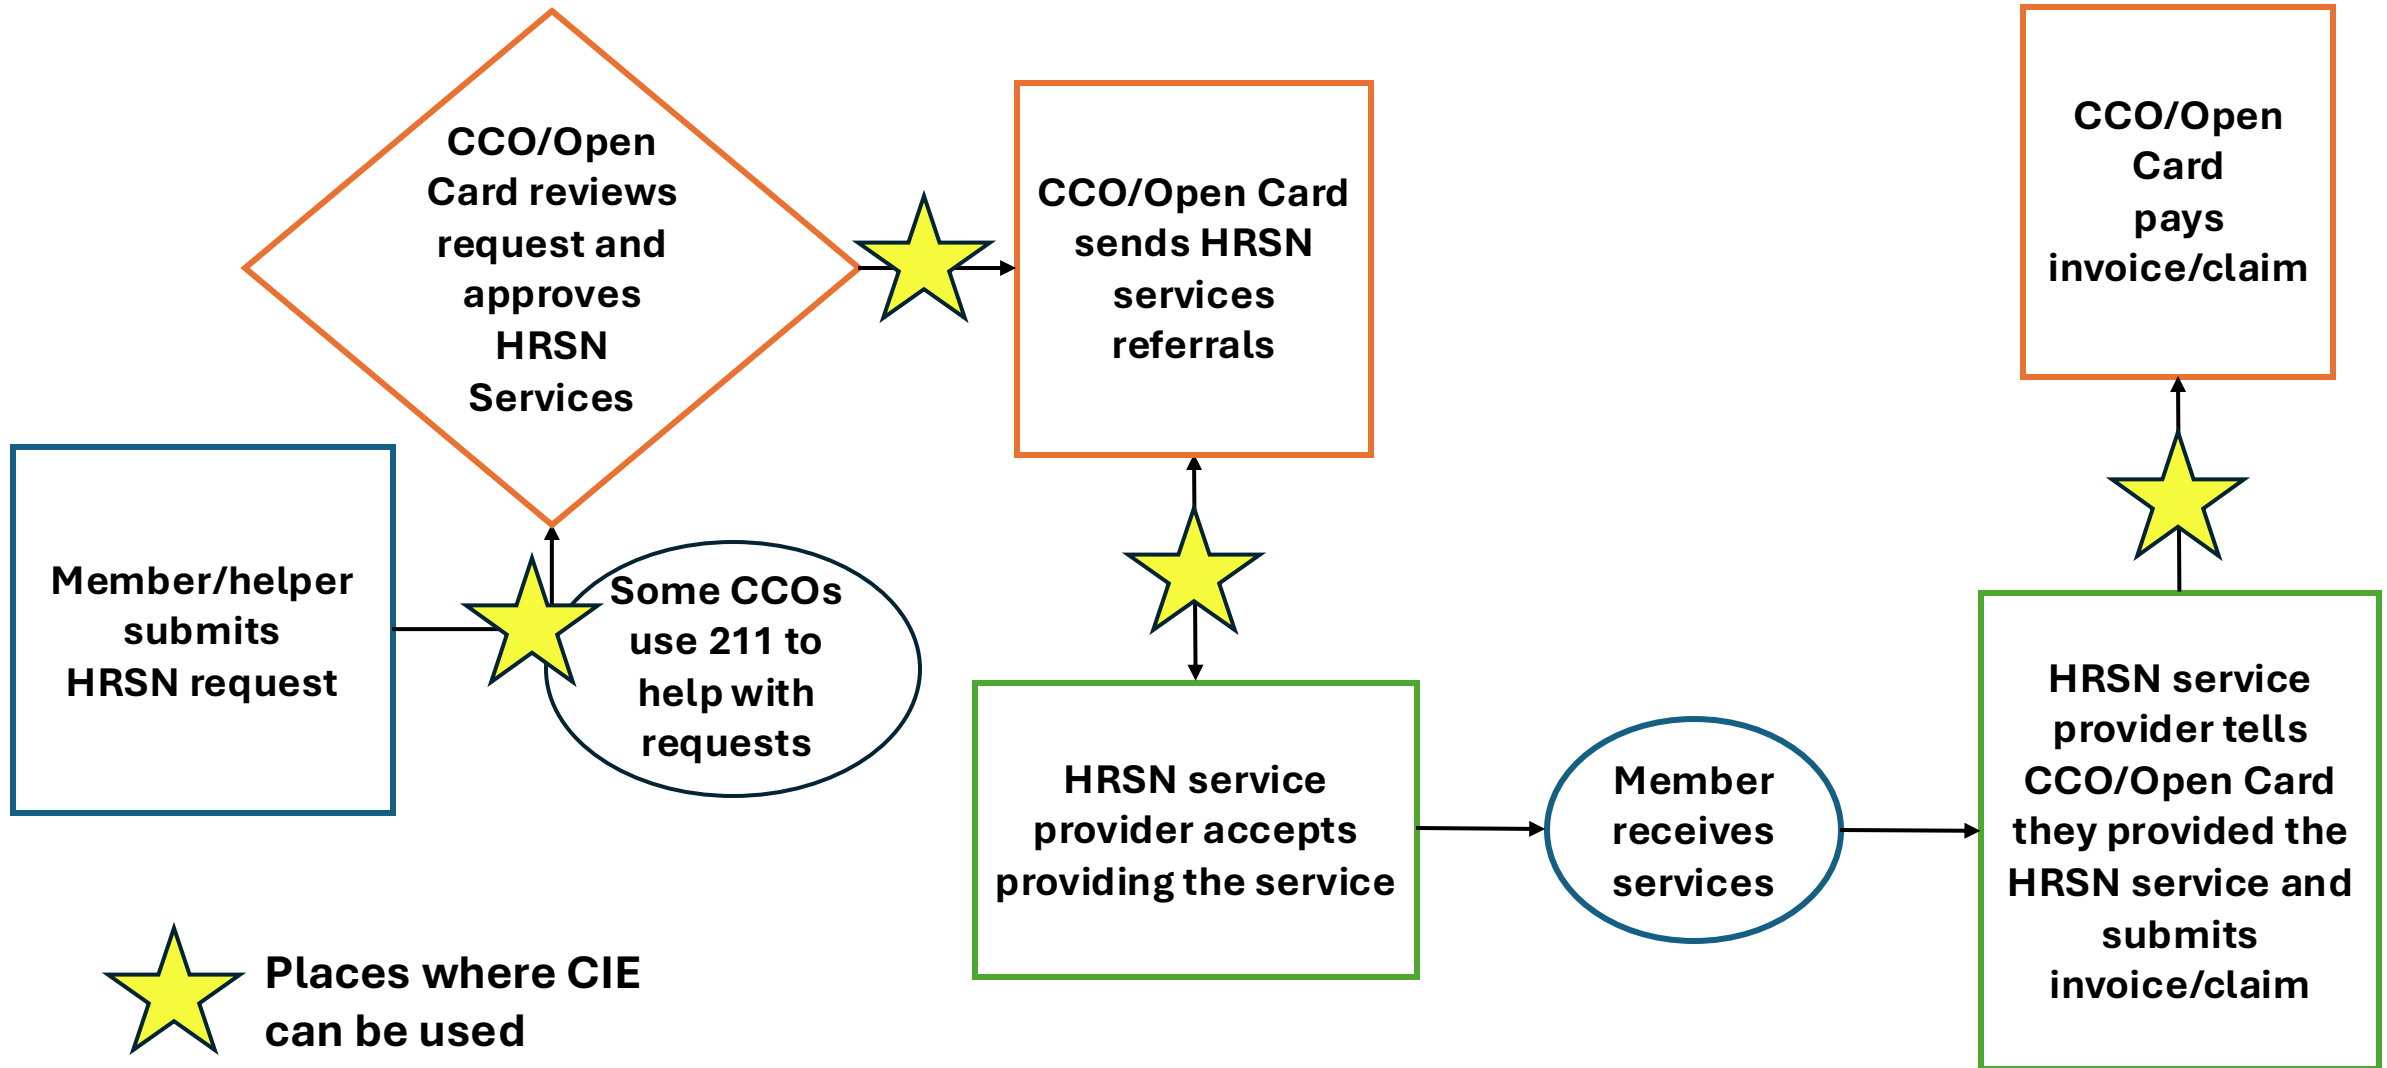 CCO/Open
Card reviews
request and
approves
HRSN
Services
CCO/Open Card
sends HRSN
services
referrals
CCO/Open
Card
pays
invoice/claim
Member/helper
submits
HRSN request
Some CCOs
use 211 to
help with
requests
HRSN service
provider accepts
providing the service
Member
receives
services
HRSN service
provider tells
CCO/Open Card
they provided the
HRSN service and
submits
invoice/claim
Places where CIE
can be used